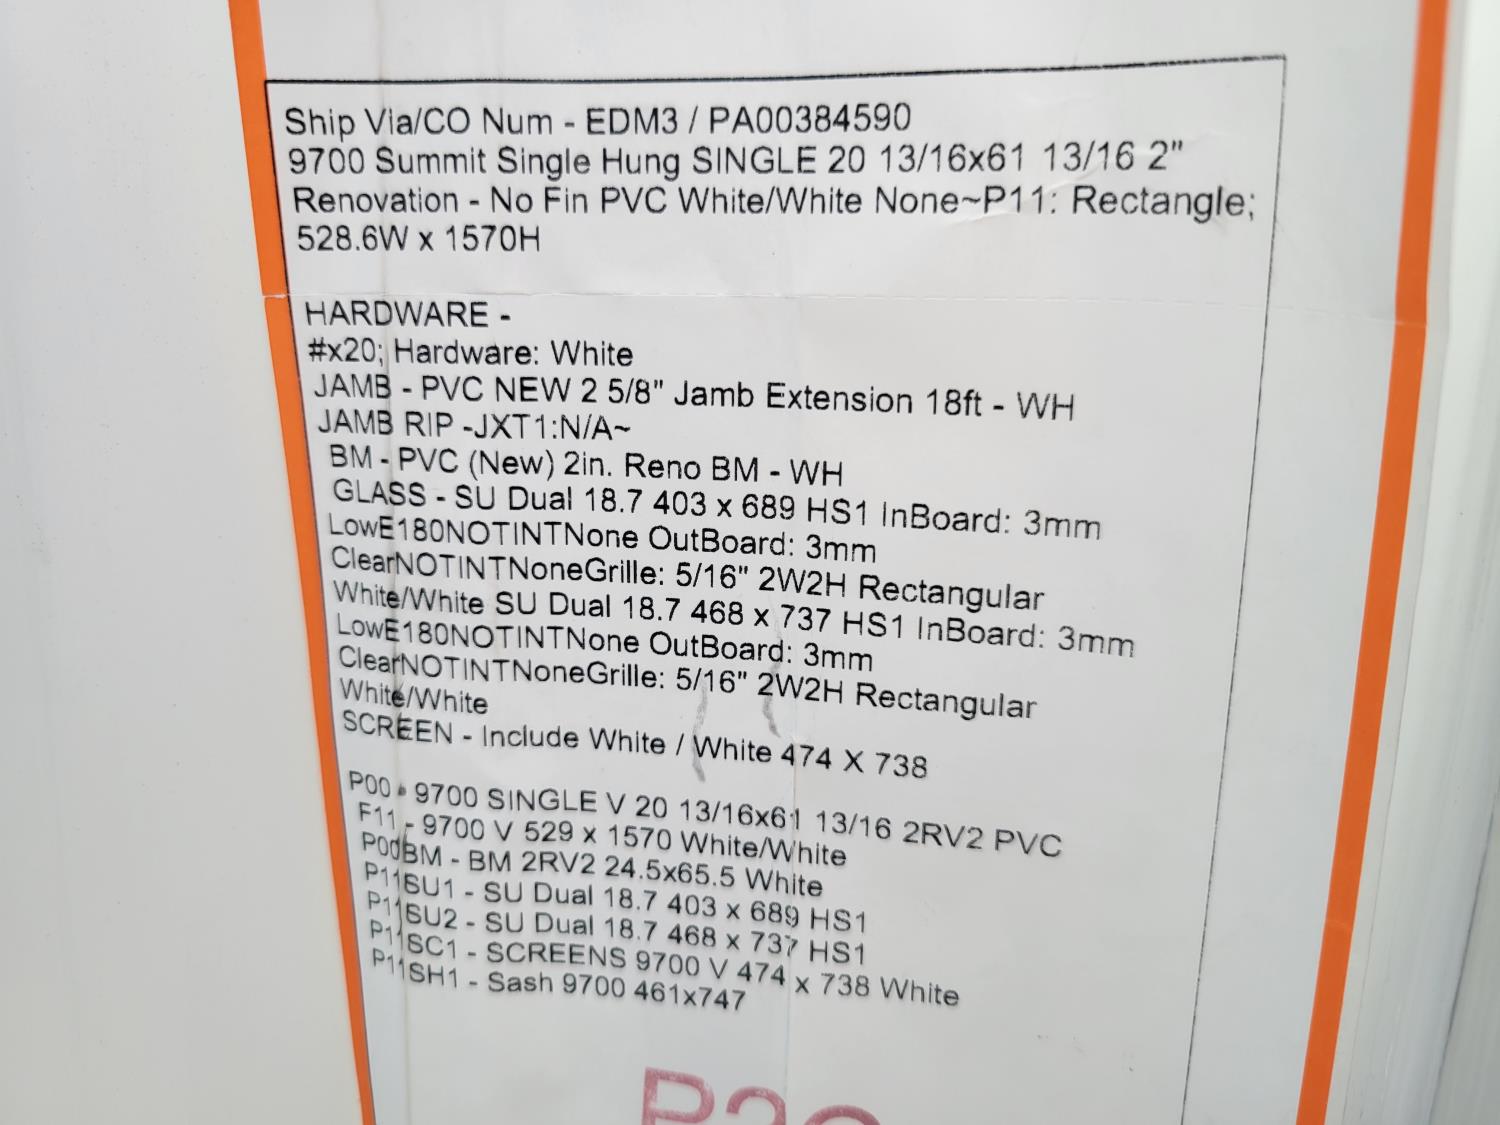 Ship Via/CO Num - EDM3 / PA00384590
9700 Summit Single Hung SINGLE 20 13/16x61 13/16 2"
Renovation - No Fin PVC White/White None~P11: Rectangle;
528.6W x 1570H
HARDWARE -
#x20; Hardware: White
JAMB - PVC NEW 2 5/8" Jamb Extension 18ft - WH
JAMB RIP -JXT1:N/A~
BM - PVC (New) 2in. Reno BM - WH
GLASS - SU Dual 18.7 403 x 689 HS1 InBoard: 3mm
LowE180NOTINTNone OutBoard: 3mm
ClearNOTINTNoneGrille: 5/16" 2W2H Rectangular
White/White SU Dual 18.7 468 x 737 HS1 InBoard: 3mm
LowE180NOTINTNone OutBoard: 3mm
ClearNOTINTNoneGrille: 5/16" 2W2H Rectangular
White/White
SCREEN - Include White / White 474 X 738
P00 - 9700 SINGLE V 20 13/16x61 13/16 2RV2 PVC
F11 - 9700 V 529 x 1570 White/White
P00BM - BM 2RV2 24.5x65.5 White
P11SU1 - SU Dual 18.7 403 x 689 HS1
P11SU2 - SU Dual 18.7 468 x 737 HS1
P11SC1 - SCREENS 9700 V 474 x 738 White
P11SH1 - Sash 9700 461x747